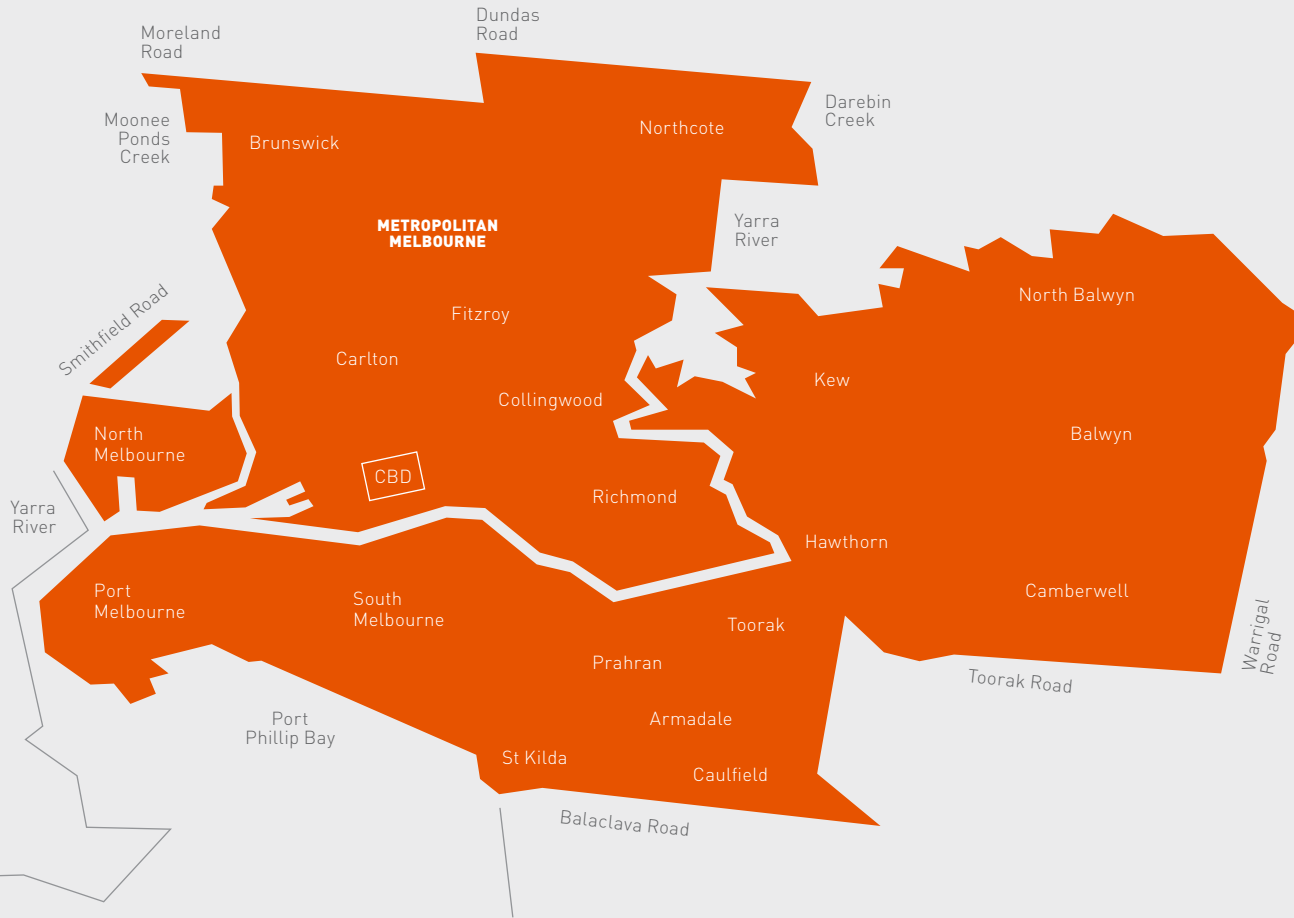 Dundas
Road
Moreland
Road
Darebin
Creek
Moonee
Ponds
Creek
Northcote
Brunswick
METROPOLITAN
MELBOURNE
Yarra
River
North Balwyn
Smithfield Road
Fitzroy
Carlton
Kew
Collingwood
North
Melbourne
Balwyn
CBD
Richmond
Yarra
River
Hawthorn
Port
Melbourne
South
Melbourne
Camberwell
Toorak
Warrigal
Road
Prahran
Toorak Road
Port
Phillip Bay
Armadale
St Kilda
Caulfield
Balaclava Road